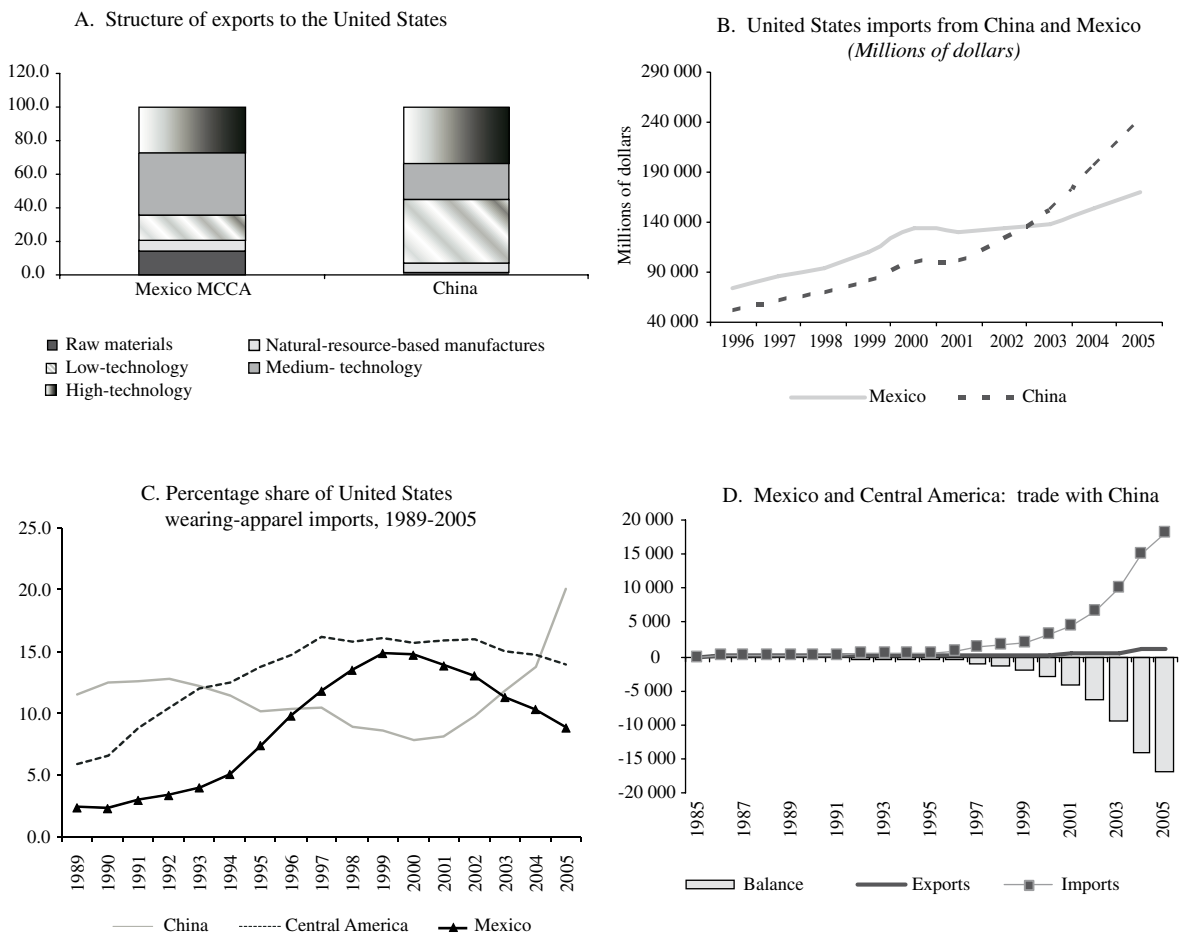 A. Structure of exports to the United States
120.0
100.0
80.0
60.0
40.0
20.0
0.0
Mexico MCCA China
Raw materials Natural-resource-based manufactures
Low-technology Medium- technology
High-technology
B. United States imports from China and Mexico
(Millions of dollars)
Millions of dollars
290 000
240 000
190 000
140 000
90 000
40 000
1996 1997 1998 1999 2000 2001 2002 2003 2004 2005
Mexico China
C. Percentage share of United States
wearing-apparel imports, 1989-2005
25.0
20.0
15.0
10.0
5.0
0.0
1989 1990 1991 1992 1993 1994 1995 1996 1997 1998 1999 2000 2001 2002 2003 2004 2005
China Central America Mexico
D. Mexico and Central America: trade with China
20 000
15 000
10 000
5 000
0
-5 000
-10 000
-15 000
-20 000
1985 1987 1989 1991 1993 1995 1997 1999 2001 2003 2005
Balance Exports Imports